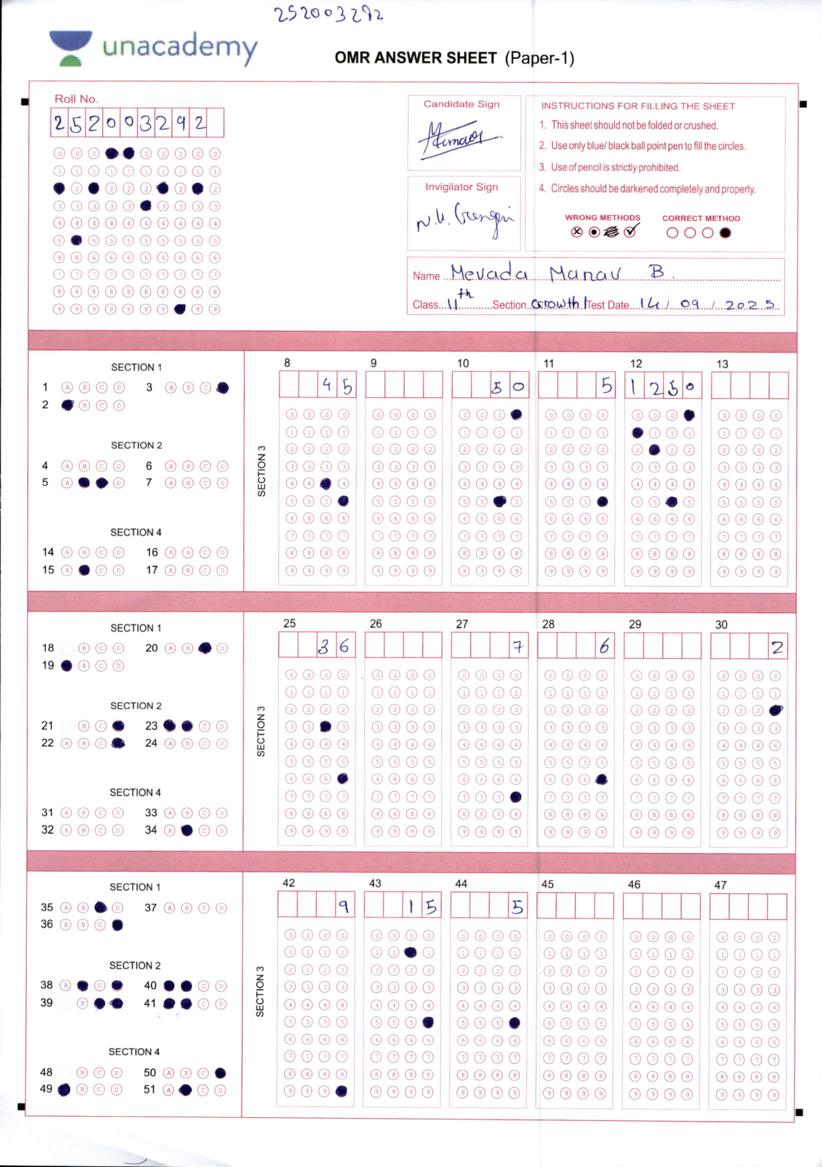 252003292
unacademy
OMR ANSWER SHEET (Paper-1)
Roll No.
2 5 2 0 0 3 2 9 2
Candidate Sign
Invigilator Sign
INSTRUCTIONS FOR FILLING THE SHEET
1. This sheet should not be folded or crushed.
2. Use only blue/ black ball point pen to fill the circles.
3. Use of pencil is strictly prohibited.
4. Circles should be darkened completely and properly.
WRONG METHODS CORRECT METHOD
Name Mevada Manav B.
Class 11th Section Growth 1 Test Date 14 / 09 / 2025
SECTION 1
1 A B C D 3 A B C
2 B C D
SECTION 2
4 A B C D 6 A B C D
5 A D 7 A B C D
SECTION 4
14 A B C D 16 A B C D
15 A C D 17 A B C D
SECTION 3
8 9 10 11 12 13
45 50 5 1250
SECTION 1
18 B C D 20 A B D
19 B C D
SECTION 2
21 B C 23 C D
22 A B C 24 A B C D
SECTION 4
31 A B C D 33 A B C D
32 A B C D 34 A C D
SECTION 3
25 26 27 28 29 30
36 7 6 2
SECTION 1
35 A B D 37 A B C D
36 A B C
SECTION 2
38 A C 40 C D
39 B 41 C D
SECTION 4
48 B C D 50 A B C
49 B C D 51 A C D
SECTION 3
42 43 44 45 46 47
9 15 5